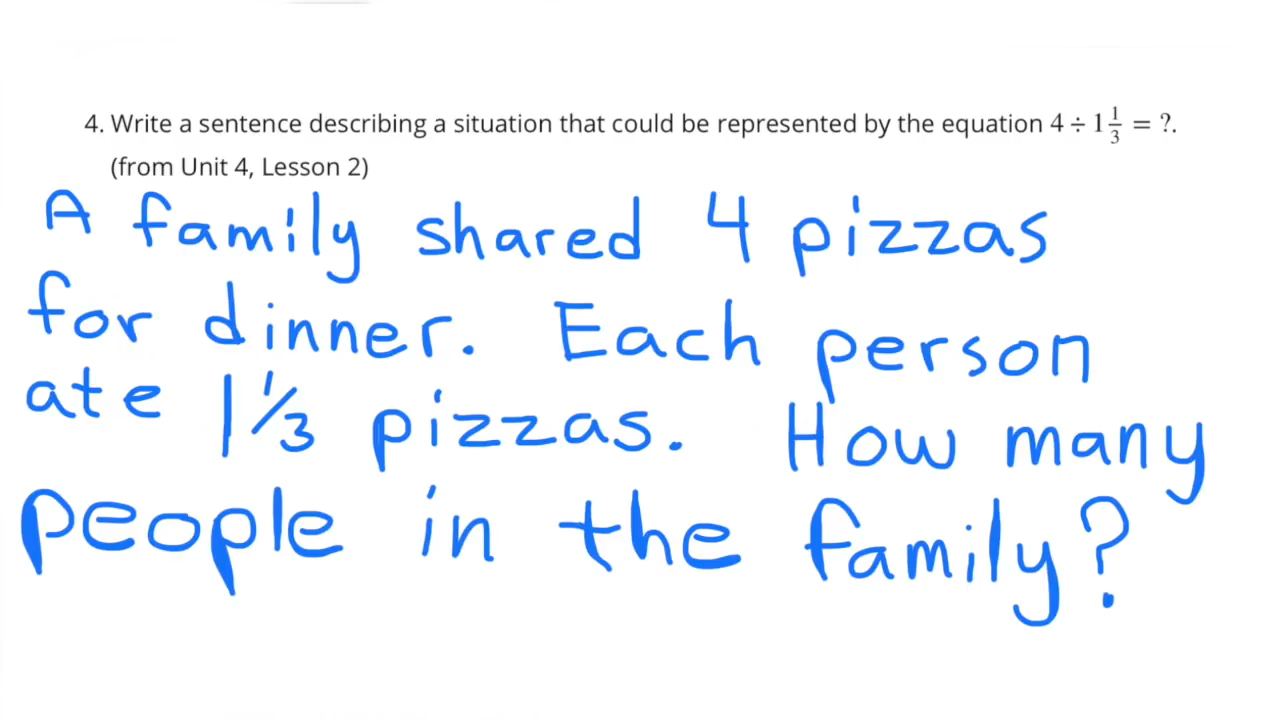 4. Write a sentence describing a situation that could be represented by the equation 4 ÷ 1 1/3 = ?.
(from Unit 4, Lesson 2)
A family shared 4 pizzas
for dinner. Each person
ate 1 1/3 pizzas. How many
people in the family?